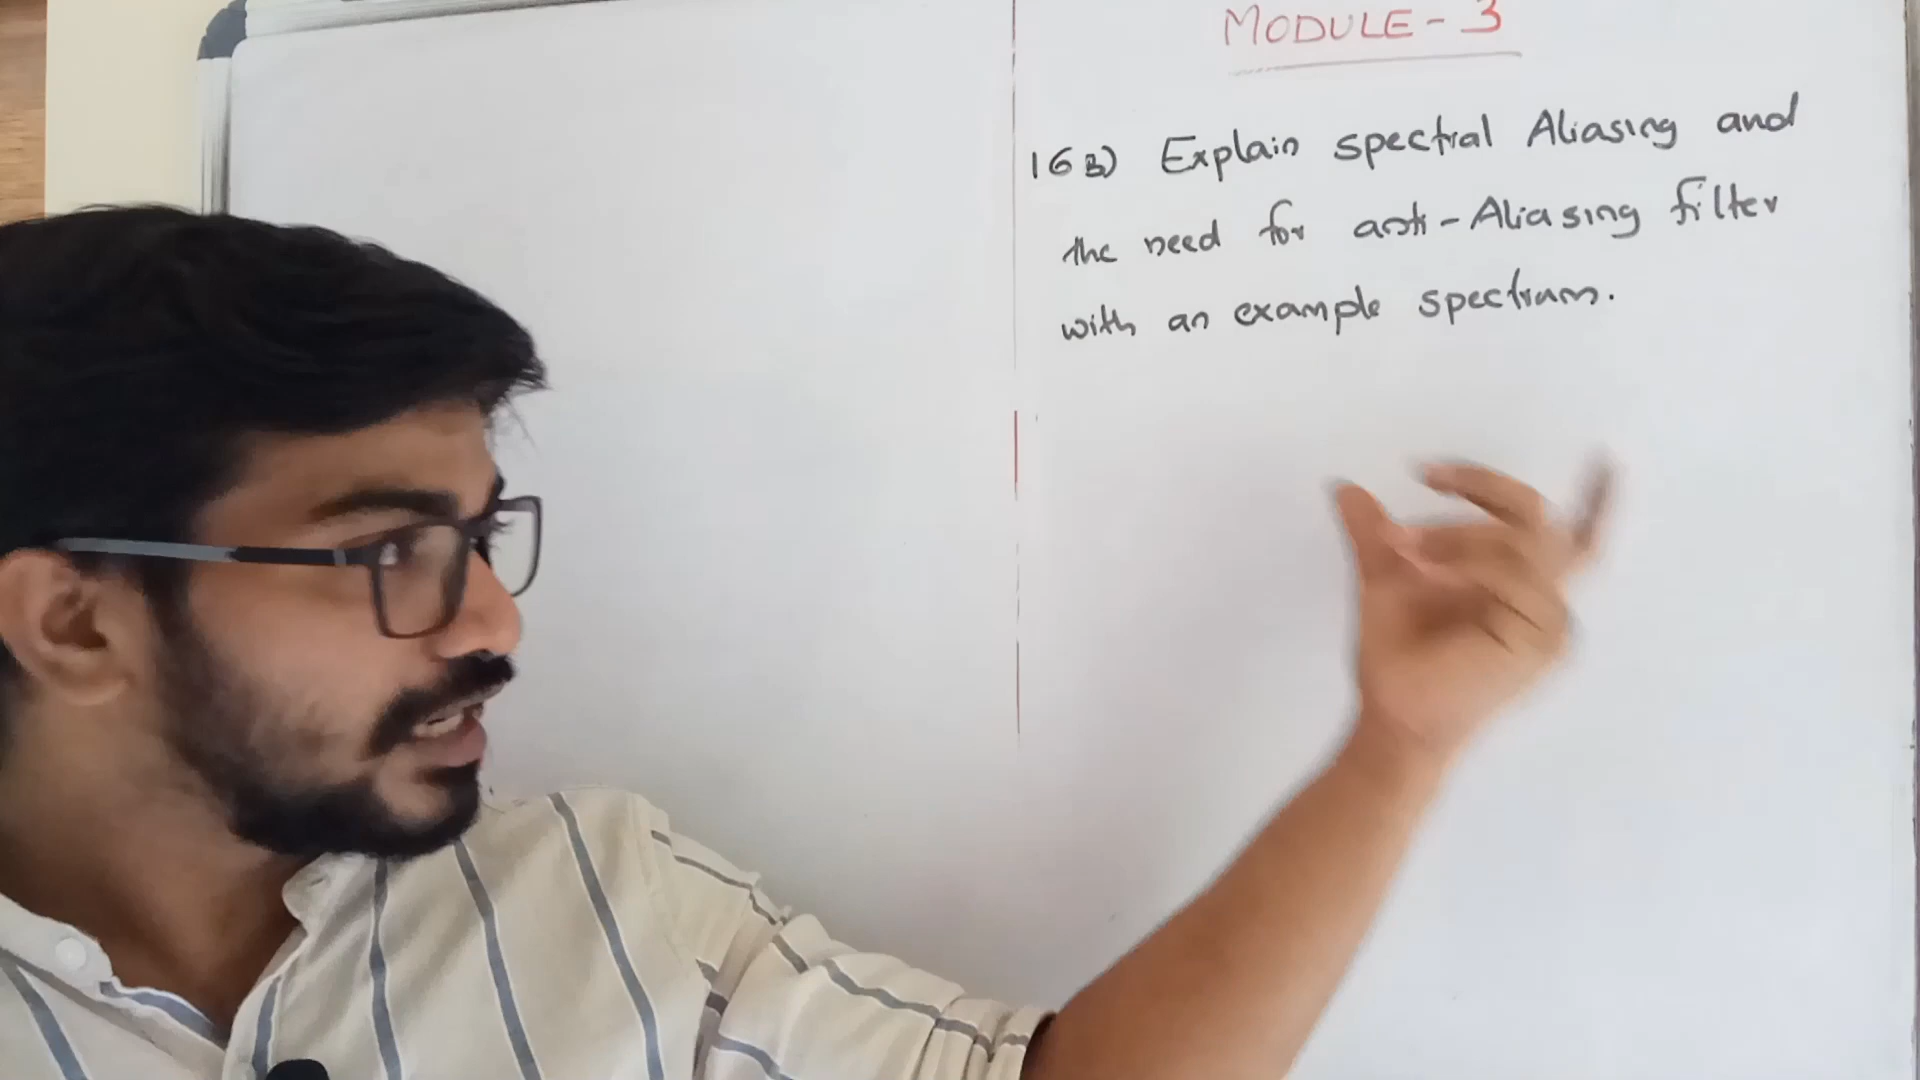 MODULE - 3
16 B) Explain spectral Aliasing and
the need for anti-Aliasing filter
with an example spectrum.